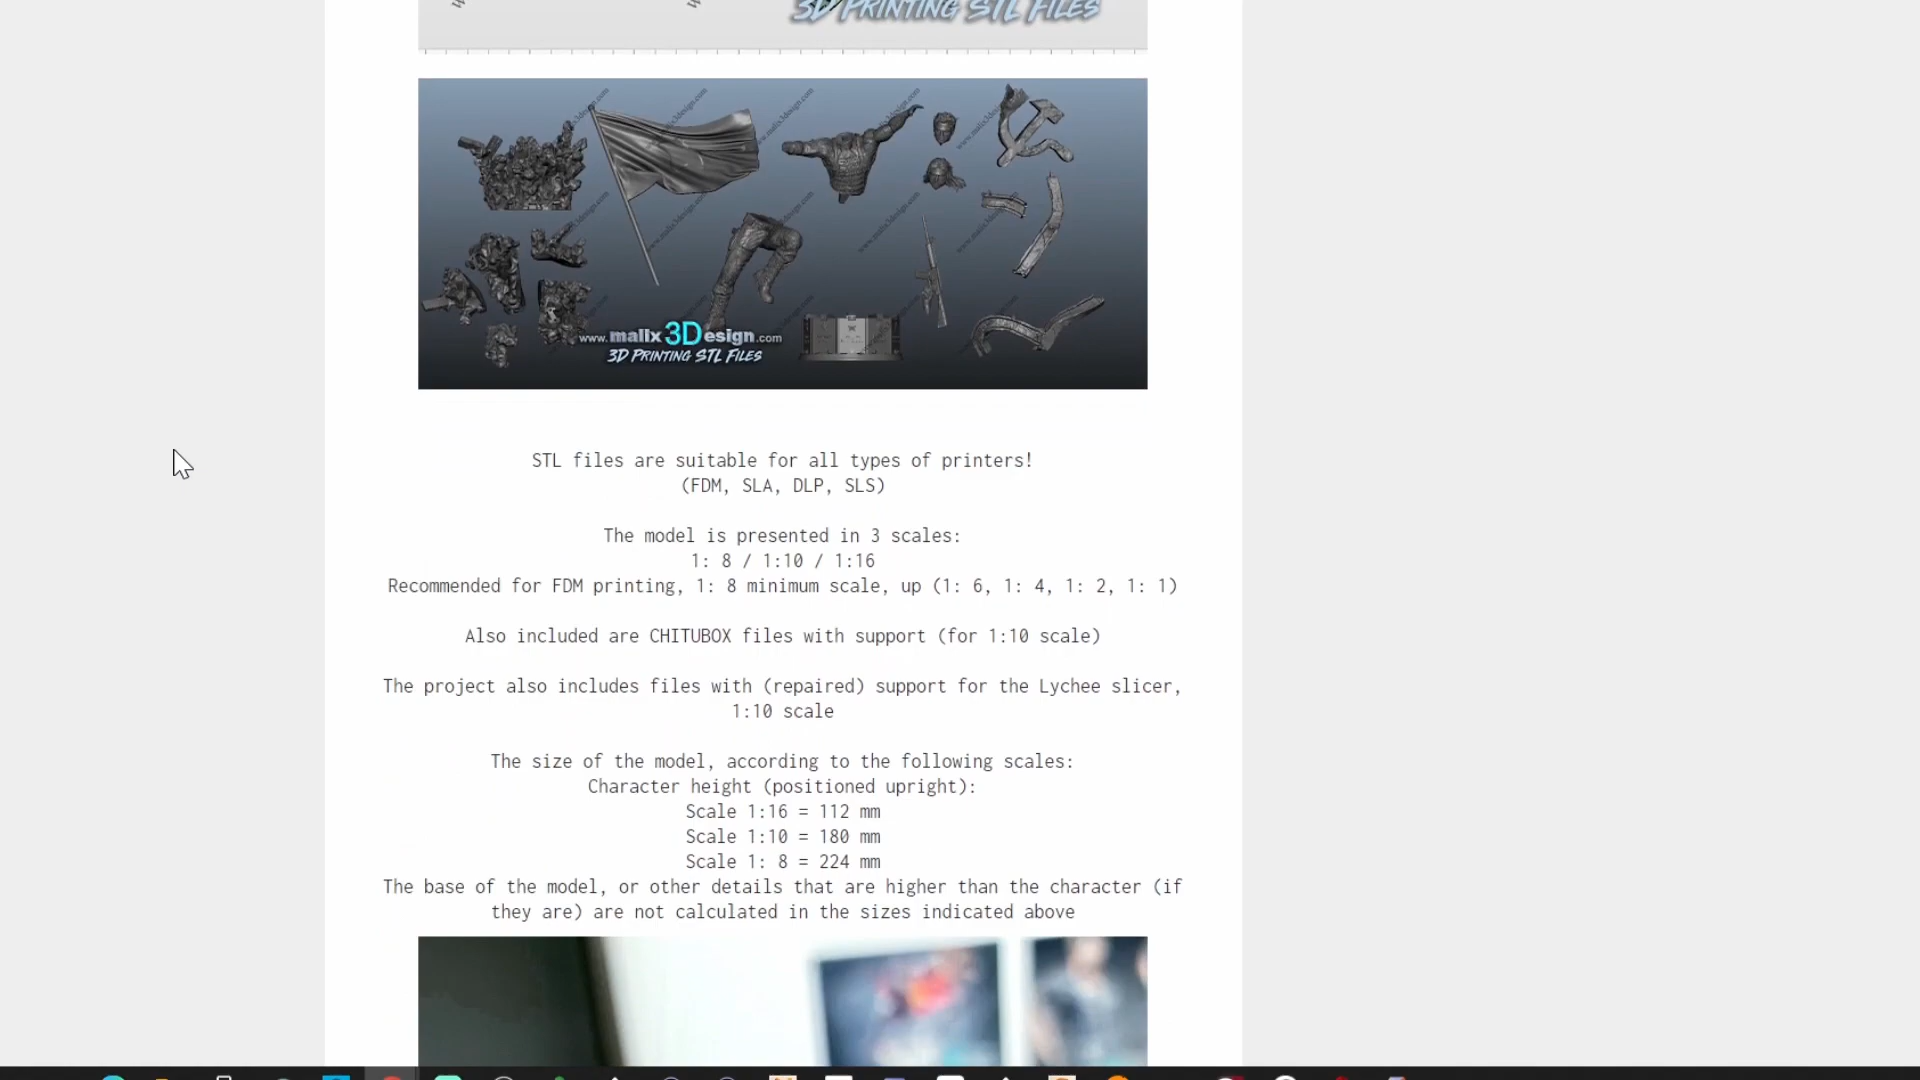 3D PRINTING STL FILES
www.malix3Design.com
3D PRINTING STL FILES
STL files are suitable for all types of printers!
(FDM, SLA, DLP, SLS)
The model is presented in 3 scales:
1: 8 / 1:10 / 1:16
Recommended for FDM printing, 1: 8 minimum scale, up (1: 6, 1: 4, 1: 2, 1: 1)
Also included are CHITUBOX files with support (for 1:10 scale)
The project also includes files with (repaired) support for the Lychee slicer,
1:10 scale
The size of the model, according to the following scales:
Character height (positioned upright):
Scale 1:16 = 112 mm
Scale 1:10 = 180 mm
Scale 1: 8 = 224 mm
The base of the model, or other details that are higher than the character (if
they are) are not calculated in the sizes indicated above